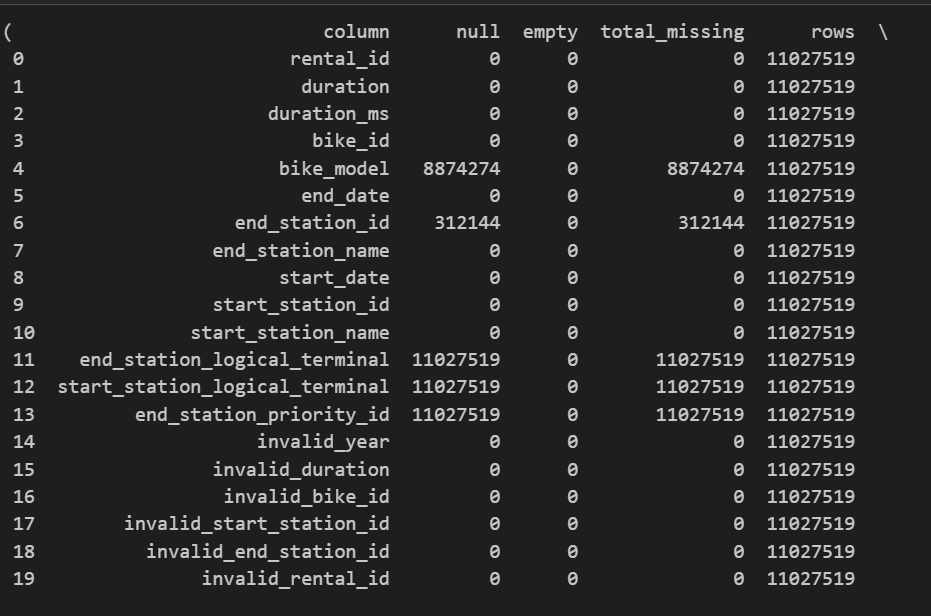 ( column null empty total_missing rows \
0 rental_id 0 0 0 11027519
1 duration 0 0 0 11027519
2 duration_ms 0 0 0 11027519
3 bike_id 0 0 0 11027519
4 bike_model 8874274 0 8874274 11027519
5 end_date 0 0 0 11027519
6 end_station_id 312144 0 312144 11027519
7 end_station_name 0 0 0 11027519
8 start_date 0 0 0 11027519
9 start_station_id 0 0 0 11027519
10 start_station_name 0 0 0 11027519
11 end_station_logical_terminal 11027519 0 11027519 11027519
12 start_station_logical_terminal 11027519 0 11027519 11027519
13 end_station_priority_id 11027519 0 11027519 11027519
14 invalid_year 0 0 0 11027519
15 invalid_duration 0 0 0 11027519
16 invalid_bike_id 0 0 0 11027519
17 invalid_start_station_id 0 0 0 11027519
18 invalid_end_station_id 0 0 0 11027519
19 invalid_rental_id 0 0 0 11027519